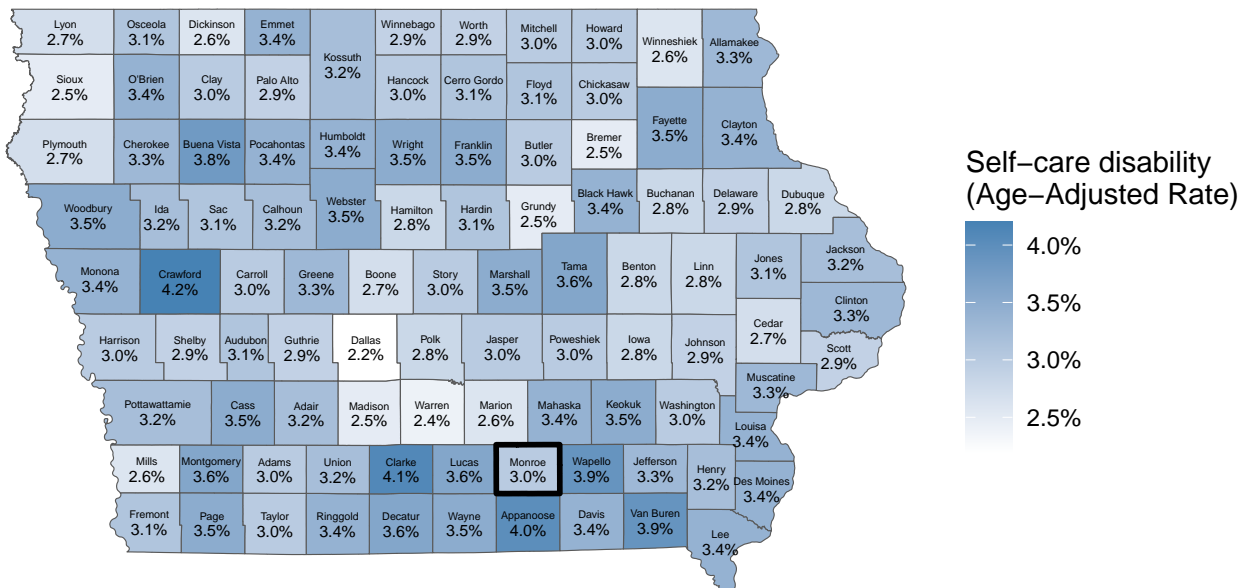 Lyon
2.7%
Osceola
3.1%
Dickinson
2.6%
Emmet
3.4%
Kossuth
3.2%
Winnebago
2.9%
Worth
2.9%
Mitchell
3.0%
Howard
3.0%
Winneshiek
2.6%
Allamakee
3.3%
Sioux
2.5%
O'Brien
3.4%
Clay
3.0%
Palo Alto
2.9%
Hancock
3.0%
Cerro Gordo
3.1%
Floyd
3.1%
Chickasaw
3.0%
Plymouth
2.7%
Cherokee
3.3%
Buena Vista
3.8%
Pocahontas
3.4%
Humboldt
3.4%
Wright
3.5%
Franklin
3.5%
Butler
3.0%
Bremer
2.5%
Fayette
3.5%
Clayton
3.4%
Woodbury
3.5%
Ida
3.2%
Sac
3.1%
Calhoun
3.2%
Webster
3.5%
Hamilton
2.8%
Hardin
3.1%
Grundy
2.5%
Black Hawk
3.4%
Buchanan
2.8%
Delaware
2.9%
Dubuque
2.8%
Monona
3.4%
Crawford
4.2%
Carroll
3.0%
Greene
3.3%
Boone
2.7%
Story
3.0%
Marshall
3.5%
Tama
3.6%
Benton
2.8%
Linn
2.8%
Jones
3.1%
Jackson
3.2%
Clinton
3.3%
Harrison
3.0%
Shelby
2.9%
Audubon
3.1%
Guthrie
2.9%
Dallas
2.2%
Polk
2.8%
Jasper
3.0%
Poweshiek
3.0%
Iowa
2.8%
Johnson
2.9%
Cedar
2.7%
Scott
2.9%
Muscatine
3.3%
Pottawattamie
3.2%
Cass
3.5%
Adair
3.2%
Madison
2.5%
Warren
2.4%
Marion
2.6%
Mahaska
3.4%
Keokuk
3.5%
Washington
3.0%
Louisa
3.4%
Mills
2.6%
Montgomery
3.6%
Adams
3.0%
Union
3.2%
Clarke
4.1%
Lucas
3.6%
Monroe
3.0%
Wapello
3.9%
Jefferson
3.3%
Henry
3.2%
Des Moines
3.4%
Fremont
3.1%
Page
3.5%
Taylor
3.0%
Ringgold
3.4%
Decatur
3.6%
Wayne
3.5%
Appanoose
4.0%
Davis
3.4%
Van Buren
3.9%
Lee
3.4%
Self−care disability
(Age−Adjusted Rate)
4.0%
3.5%
3.0%
2.5%